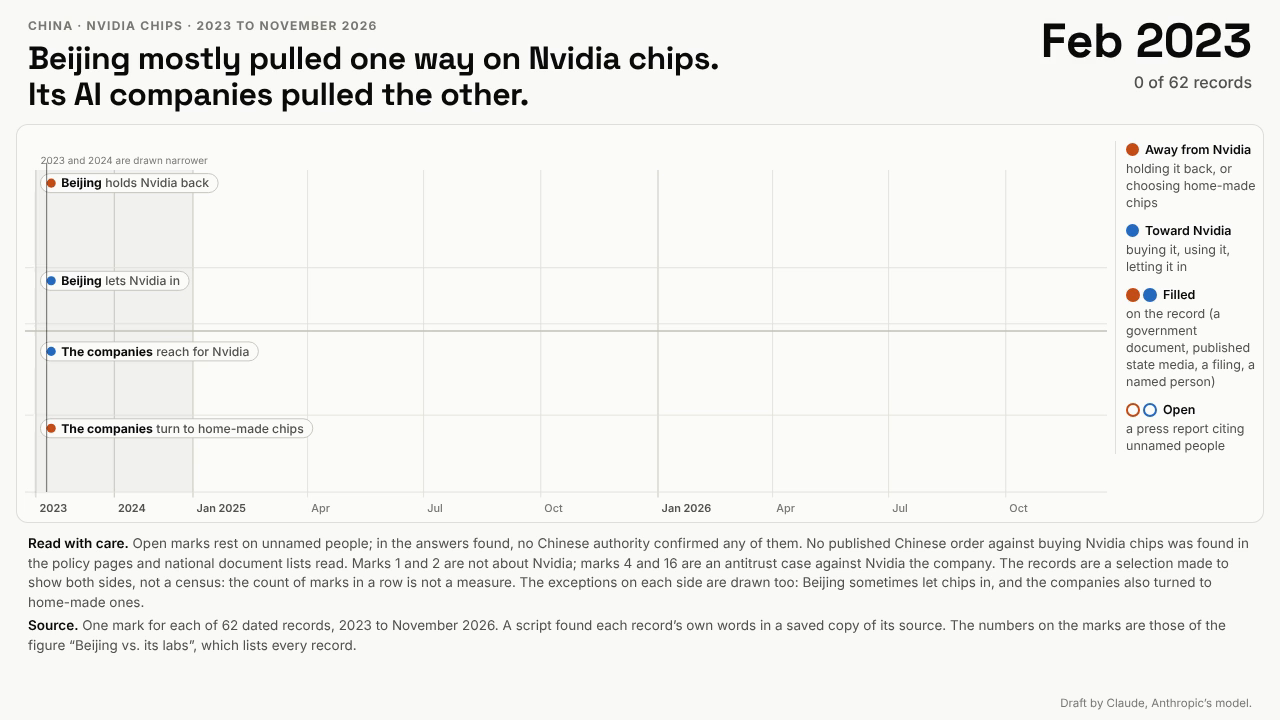 CHINA · NVIDIA CHIPS · 2023 TO NOVEMBER 2026
Beijing mostly pulled one way on Nvidia chips.
Its AI companies pulled the other.
Feb 2023
0 of 62 records
2023 and 2024 are drawn narrower
Beijing holds Nvidia back
Beijing lets Nvidia in
The companies reach for Nvidia
The companies turn to home-made chips
2023
2024
Jan 2025
Apr
Jul
Oct
Jan 2026
Apr
Jul
Oct
Away from Nvidia
holding it back, or
choosing home-made
chips
Toward Nvidia
buying it, using it,
letting it in
Filled
on the record (a
government
document, published
state media, a filing, a
named person)
Open
a press report citing
unnamed people
Read with care. Open marks rest on unnamed people; in the answers found, no Chinese authority confirmed any of them. No published Chinese order against buying Nvidia chips was found in
the policy pages and national document lists read. Marks 1 and 2 are not about Nvidia; marks 4 and 16 are an antitrust case against Nvidia the company. The records are a selection made to
show both sides, not a census: the count of marks in a row is not a measure. The exceptions on each side are drawn too: Beijing sometimes let chips in, and the companies also turned to
home-made ones.
Source. One mark for each of 62 dated records, 2023 to November 2026. A script found each record’s own words in a saved copy of its source. The numbers on the marks are those of the
figure “Beijing vs. its labs”, which lists every record.
Draft by Claude, Anthropic’s model.